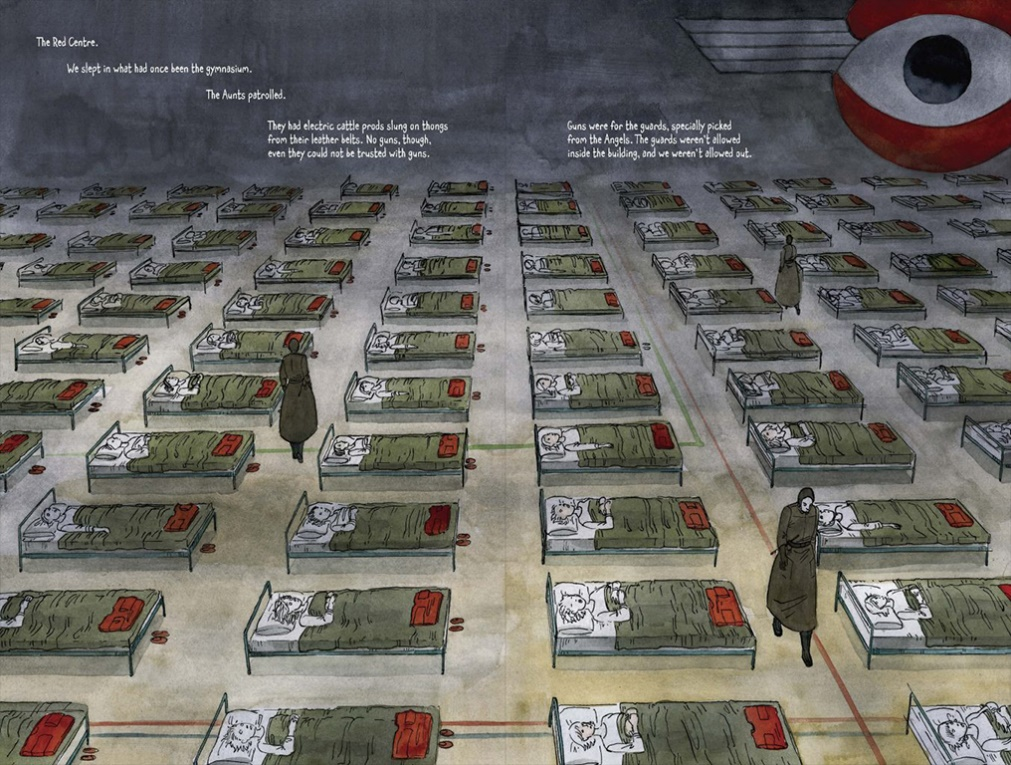 The Red Centre.
We slept in what had once been the gymnasium.
The Aunts patrolled.
They had electric cattle prods slung on thongs
from their leather belts. No guns, though,
even they could not be trusted with guns.
Guns were for the guards, specially picked
from the Angels. The guards weren't allowed
inside the building, and we weren't allowed out.